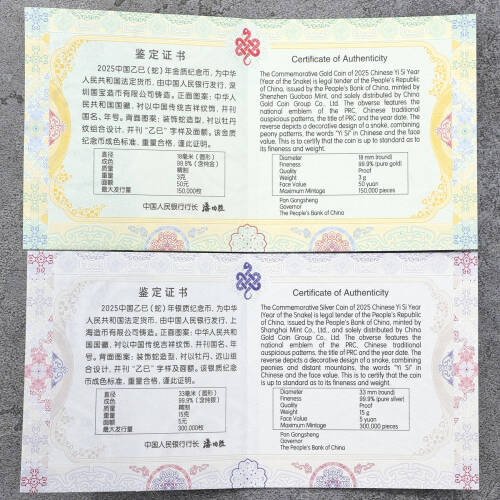 鉴定证书
2025中国乙巳（蛇）年金质纪念币，为中华
人民共和国法定货币，由中国人民银行发行，深
圳国宝造币有限公司铸造。正面图案：中华人
民共和国国徽，衬以中国传统吉祥纹饰，并刊
国名、年号。背面图案：装饰蛇造型，衬以牡丹
纹组合设计，并刊“乙巳”字样及面额。该金质
纪念币成色标准，重量合格，谨此证明。
直径 18毫米（圆形）
成色 99.9%（含纯金）
质量 精制
重量 3克
面额 50元
最大发行量 150,000枚
中国人民银行行长 潘功胜
Certificate of Authenticity
The Commemorative Gold Coin of 2025 Chinese Yi Si Year
(Year of the Snake) is legal tender of the People's Republic
of China, issued by the People's Bank of China, minted by
Shenzhen Guobao Mint, and solely distributed by China
Gold Coin Group Co., Ltd. The obverse features the
national emblem of the PRC, Chinese traditional
auspicious patterns, the title of PRC and the year date. The
reverse depicts a decorative design of a snake, combining
peony patterns, the words "Yi Si" in Chinese and the face
value. This is to certify that the coin is up to standard as to
its fineness and weight.
Diameter 18 mm (round)
Fineness 99.9% (pure gold)
Quality Proof
Weight 3 g
Face Value 50 yuan
Maximum Mintage 150,000 pieces
Pan Gongsheng
Governor
The People's Bank of China
鉴定证书
2025中国乙巳（蛇）年银质纪念币，为中华
人民共和国法定货币，由中国人民银行发行，上
海造币有限公司铸造。正面图案：中华人民共和
国国徽，衬以中国传统吉祥纹饰，并刊国名、年
号。背面图案：装饰蛇造型，衬以牡丹、远山组
合设计，并刊“乙巳”字样及面额。该银质纪念
币成色标准，重量合格，谨此证明。
直径 33毫米（圆形）
成色 99.9%（含纯银）
质量 精制
重量 15克
面额 5元
最大发行量 300,000枚
中国人民银行行长 潘功胜
Certificate of Authenticity
The Commemorative Silver Coin of 2025 Chinese Yi Si Year
(Year of the Snake) is legal tender of the People's Republic
of China, issued by the People's Bank of China, minted by
Shanghai Mint Co., Ltd., and solely distributed by China
Gold Coin Group Co., Ltd. The obverse features the
national emblem of the PRC, Chinese traditional
auspicious patterns, the title of PRC and the year date. The
reverse depicts a decorative design of a snake, combining
peonies and distant mountains, the words "Yi Si" in
Chinese and the face value. This is to certify that the coin
is up to standard as to its fineness and weight.
Diameter 33 mm (round)
Fineness 99.9% (pure silver)
Quality Proof
Weight 15 g
Face Value 5 yuan
Maximum Mintage 300,000 pieces
Pan Gongsheng
Governor
The People's Bank of China